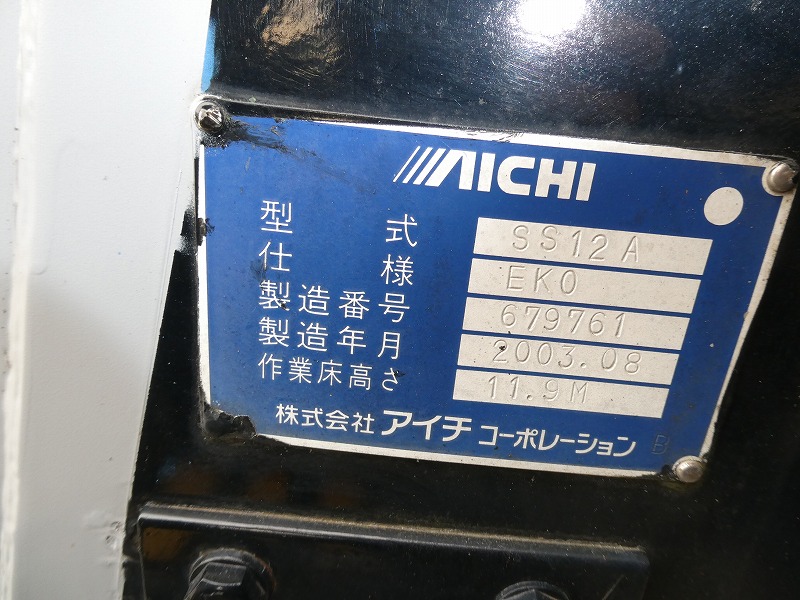 AICHI
型式 SS12A
仕様 EKO
製造番号 679761
製造年月 2003.08
作業床高さ 11.9M
株式会社 アイチ コーポレーション B